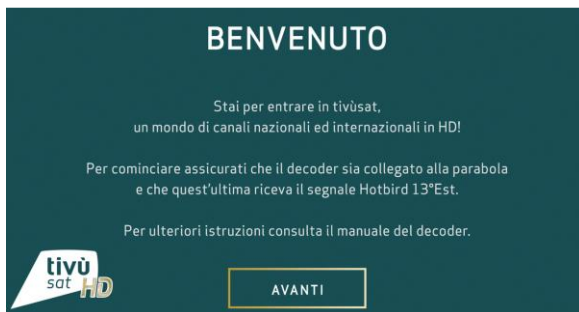 BENVENUTO
Stai per entrare in tivùsat,
un mondo di canali nazionali ed internazionali in HD!
Per cominciare assicurati che il decoder sia collegato alla parabola
e che quest'ultima riceva il segnale Hotbird 13°Est.
Per ulteriori istruzioni consulta il manuale del decoder.
tivù
sat HD
AVANTI